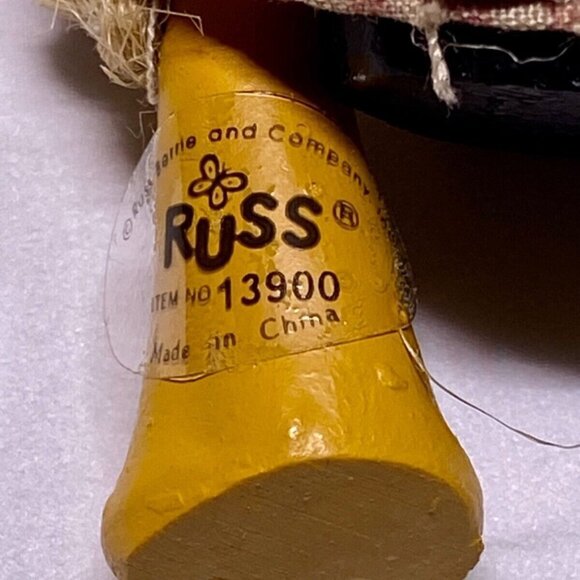 © RUSS Berrie and Company
RUSS ®
ITEM NO 13900
Made in China